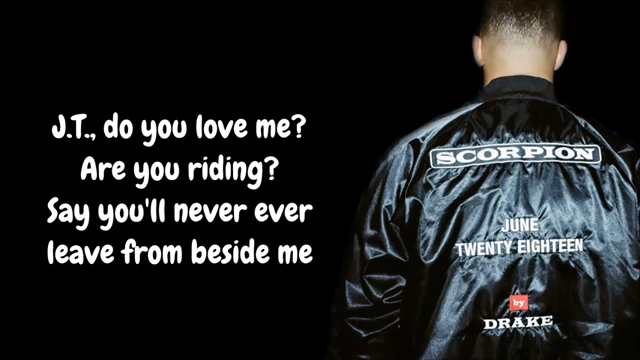 J.T., do you love me?
Are you riding?
Say you'll never ever
leave from beside me
SCORPION
JUNE
TWENTY EIGHTEEN
by
DRAKE